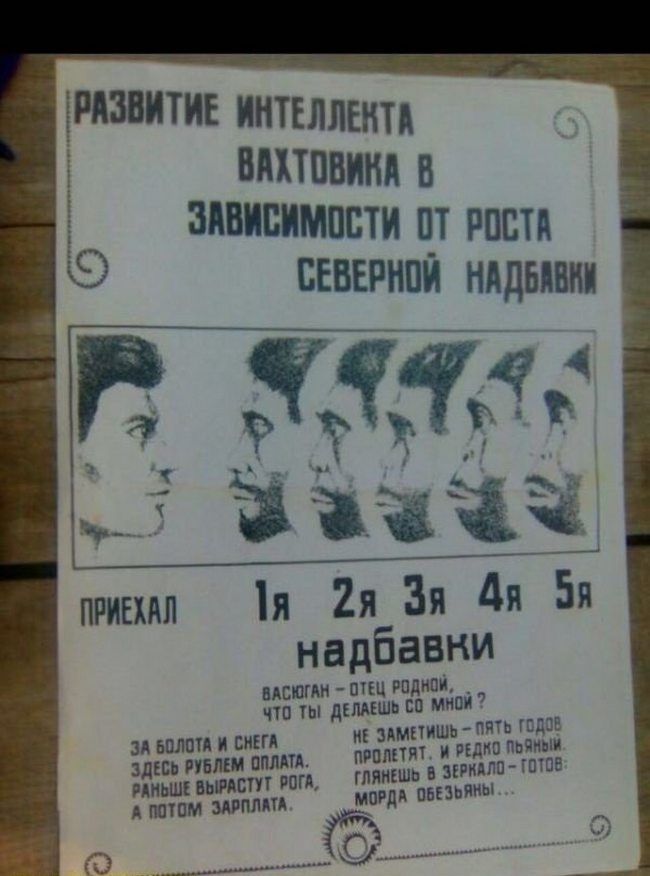 РАЗВИТИЕ ИНТЕЛЛЕКТА
ВАХТОВИКА В
ЗАВИСИМОСТИ ОТ РОСТА
СЕВЕРНОЙ НАДБАВКИ
ПРИЕХАЛ 1я 2я 3я 4я 5я
надбавки
ВАСЮГАН – ОТЕЦ РОДНОЙ,
ЧТО ТЫ ДЕЛАЕШЬ СО МНОЙ?
ЗА БОЛОТА И СНЕГА
ЗДЕСЬ РУБЛЕМ ОПЛАТА.
РАНЬШЕ ВЫРАСТУТ РОГА,
А ПОТОМ ЗАРПЛАТА.
НЕ ЗАМЕТИШЬ – ПЯТЬ ГОДОВ
ПРОЛЕТЯТ. И РЕДКО ПЬЯНЫЙ.
ГЛЯНЕШЬ В ЗЕРКАЛО – ГОТОВ:
МОРДА ОБЕЗЬЯНЫ...